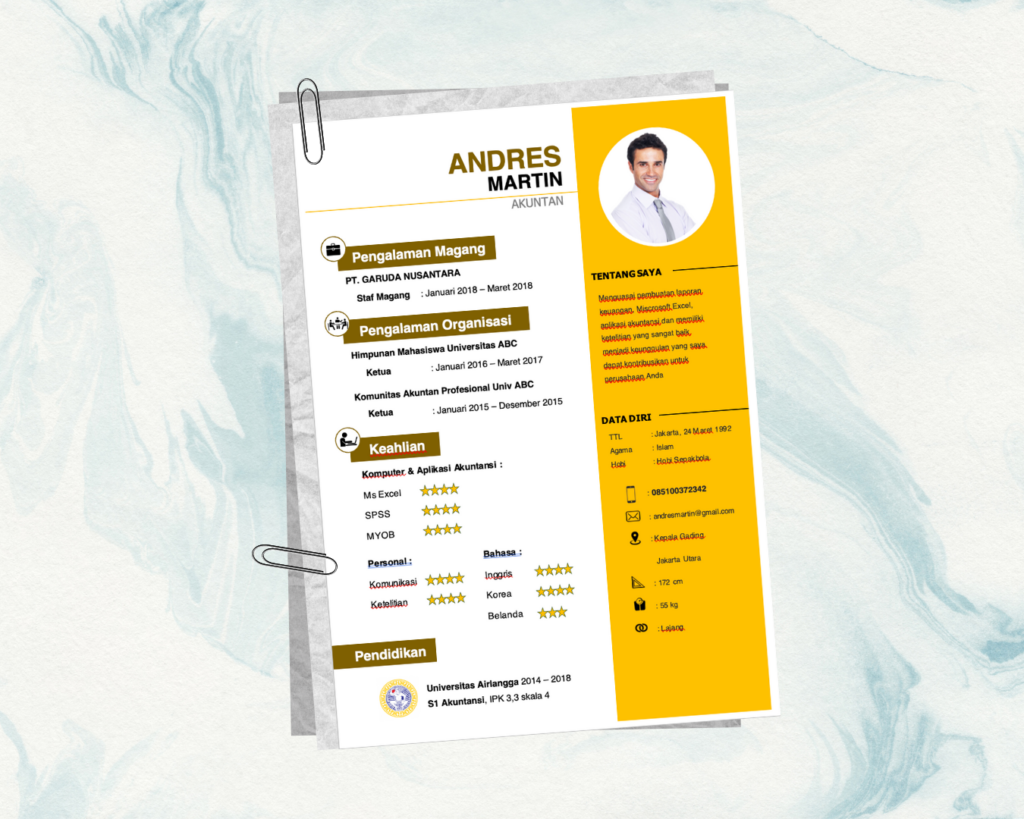 ANDRES
MARTIN
AKUNTAN
Pengalaman Magang
PT. GARUDA NUSANTARA
Staf Magang : Januari 2018 – Maret 2018
Pengalaman Organisasi
Himpunan Mahasiswa Universitas ABC
Ketua : Januari 2016 – Maret 2017
Komunitas Akuntan Profesional Univ ABC
Ketua : Januari 2015 – Desember 2015
Keahlian
Komputer & Aplikasi Akuntansi :
Ms Excel
SPSS
MYOB
Personal :
Komunikasi
Ketelitian
Bahasa :
Inggris
Korea
Belanda
Pendidikan
Universitas Airlangga 2014 – 2018
S1 Akuntansi, IPK 3,3 skala 4
TENTANG SAYA
Menguasai pembuatan laporan
keuangan, Miscrosoft Excel,
aplikasi akuntansi,dan memiliki
ketelitian yang sangat baik,
menjadi keunggulan yang saya
dapat kontribusikan untuk
perusahaan Anda
DATA DIRI
TTL : Jakarta, 24 Maret 1992
Agama : Islam
Hobi : Hobi Sepakbola
: 085100372342
: andresmartin@gmail.com
: Kepala Gading,
Jakarta Utara
: 172 cm
: 55 kg
: Lajang